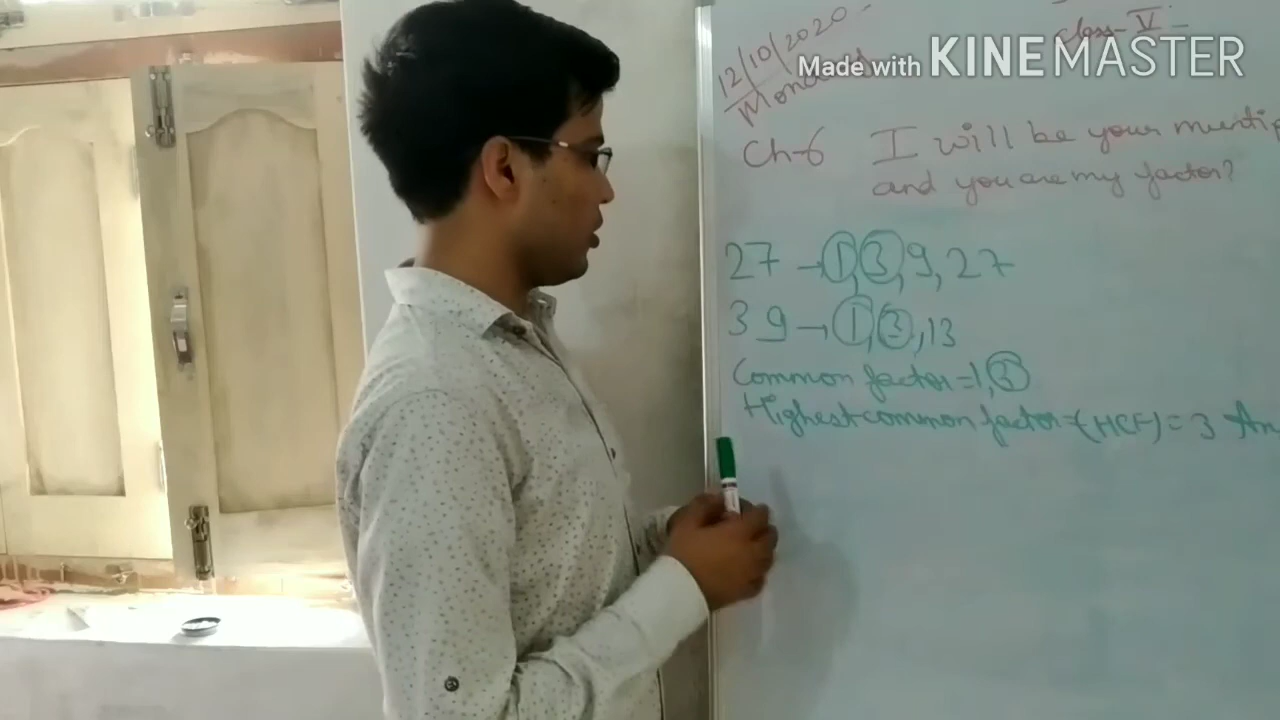 12/10/2020
Class-V
Made with KINEMASTER
Ch-6 I will be your
and you are my factor?
27 → 1, 3, 9, 27
39 → 1, 3, 13
Common factor = 1, 3
Highest common factor-(HCF) = 3 An